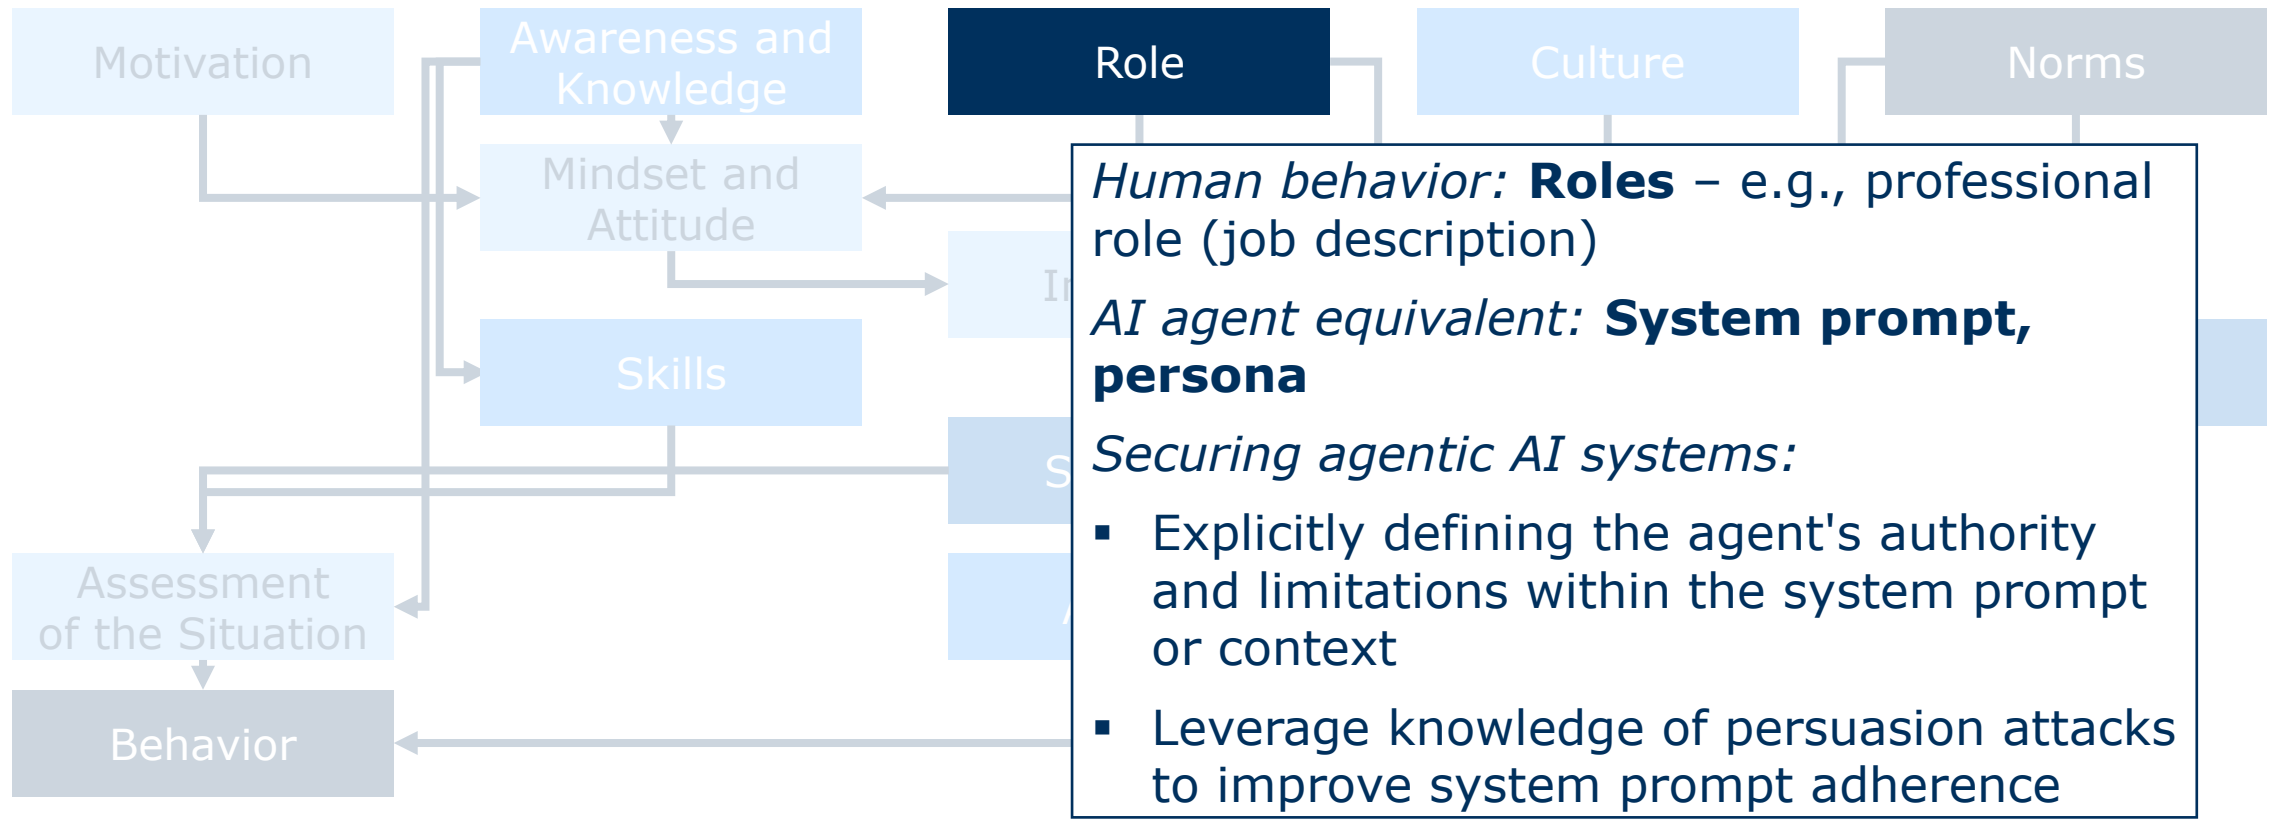 Motivation
Awareness and
Knowledge
Role
Culture
Norms
Mindset and
Attitude
Skills
Assessment
of the Situation
Behavior
Human behavior: Roles – e.g., professional
role (job description)
AI agent equivalent: System prompt,
persona
Securing agentic AI systems:
▪ Explicitly defining the agent's authority
and limitations within the system prompt
or context
▪ Leverage knowledge of persuasion attacks
to improve system prompt adherence